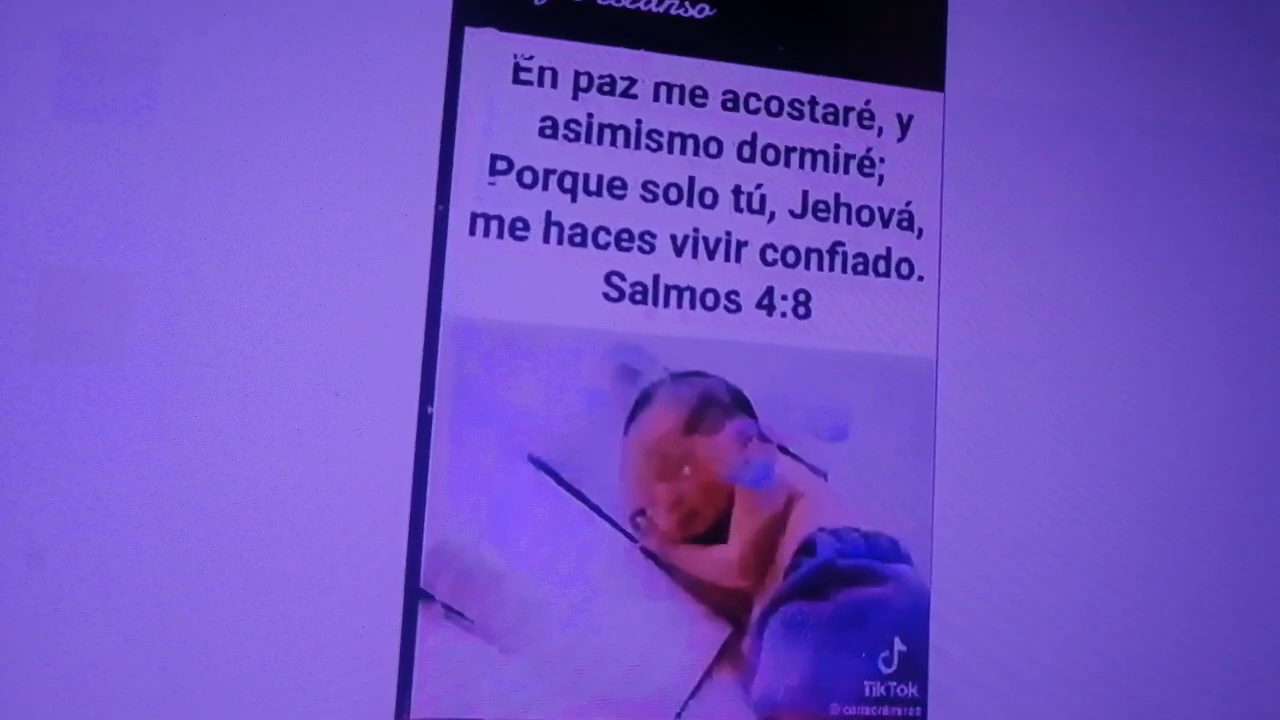 En paz me acostaré, y
asimismo dormiré;
Porque solo tú, Jehová,
me haces vivir confiado.
Salmos 4:8
TikTok